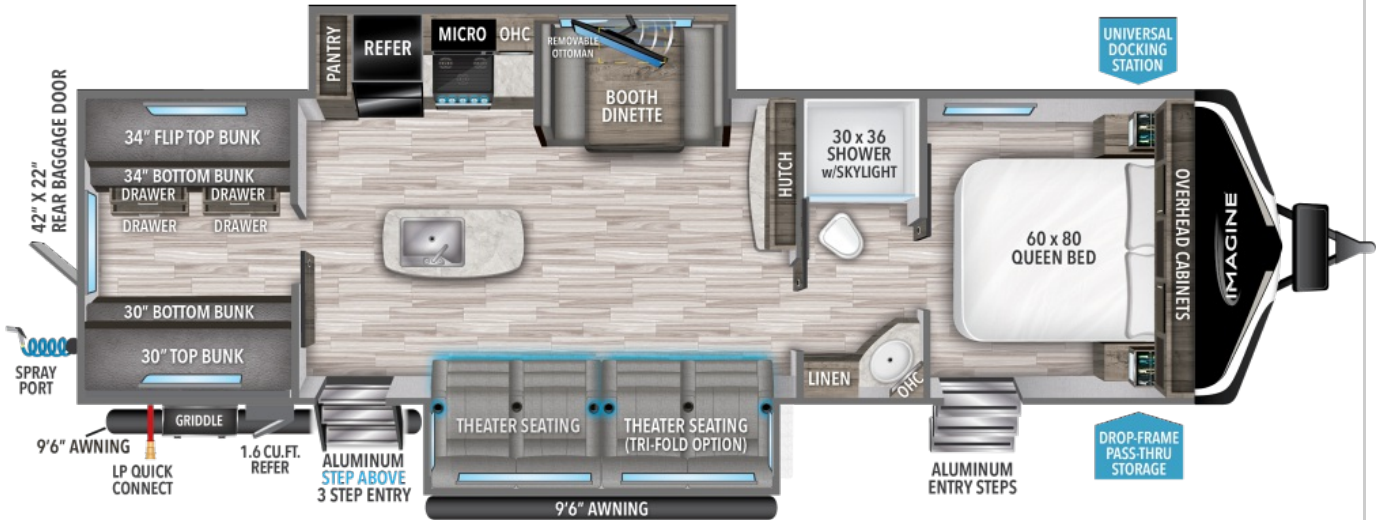 PANTRY
REFER
MICRO
OHC
REMOVABLE
OTTOMAN
BOOTH
DINETTE
UNIVERSAL
DOCKING
STATION
42" X 22"
REAR BAGGAGE DOOR
34" FLIP TOP BUNK
34" BOTTOM BUNK
DRAWER
DRAWER
DRAWER
DRAWER
30" BOTTOM BUNK
30" TOP BUNK
HUTCH
30 x 36
SHOWER
w/SKYLIGHT
60 x 80
QUEEN BED
OVERHEAD CABINETS
IMAGINE
SPRAY
PORT
9'6" AWNING
LP QUICK
CONNECT
GRIDDLE
1.6 CU.FT.
REFER
ALUMINUM
STEP ABOVE
3 STEP ENTRY
THEATER SEATING
THEATER SEATING
(TRI-FOLD OPTION)
9'6" AWNING
LINEN
OHC
ALUMINUM
ENTRY STEPS
DROP-FRAME
PASS-THRU
STORAGE